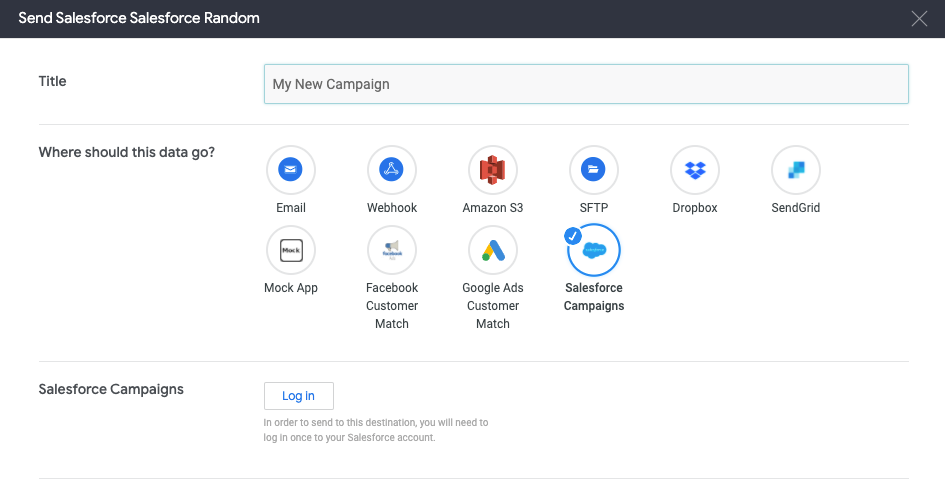 Send Salesforce Salesforce Random
Title
My New Campaign
Where should this data go?
Email
Webhook
Amazon S3
SFTP
Dropbox
SendGrid
Mock
Mock App
facebook
Facebook
Customer
Match
Google Ads
Customer
Match
salesforce
Salesforce
Campaigns
Salesforce Campaigns
Log in
In order to send to this destination, you will need to
log in once to your Salesforce account.